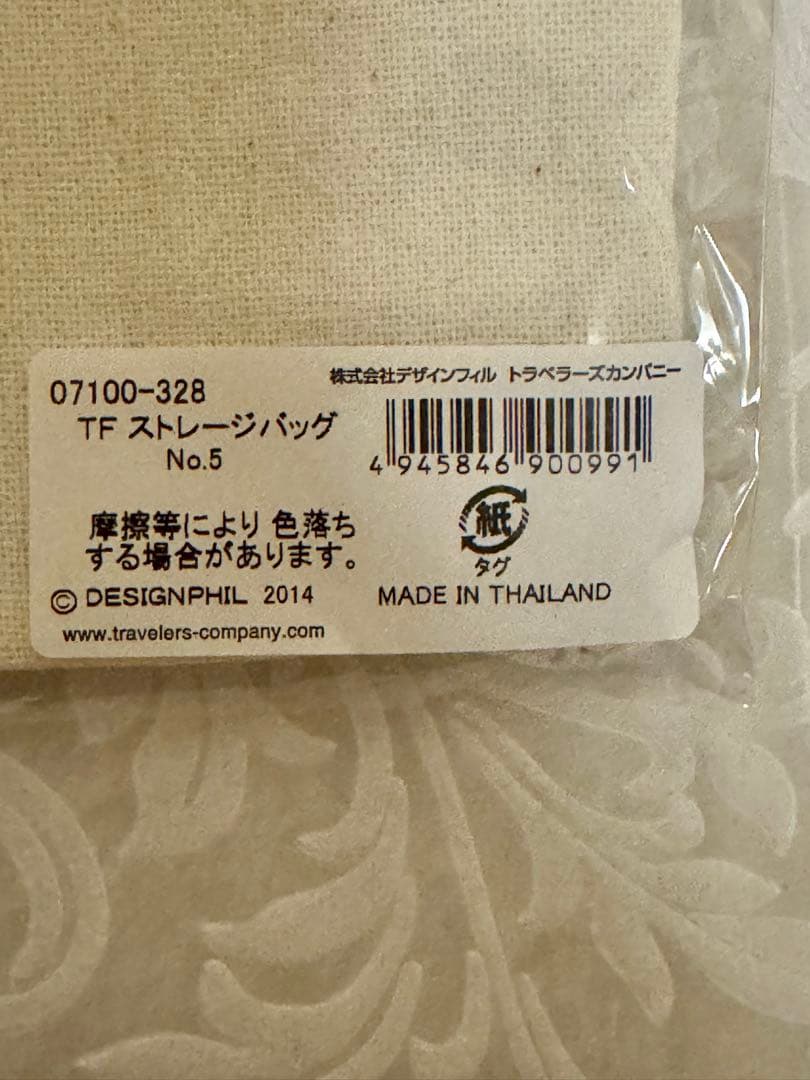 07100-328
株式会社デザインフィル トラベラーズカンパニー
TF ストレージバッグ
No.5
4 945846 900991
摩擦等により 色落ち
する場合があります。
紙
タグ
© DESIGNPHIL 2014
MADE IN THAILAND
www.travelers-company.com